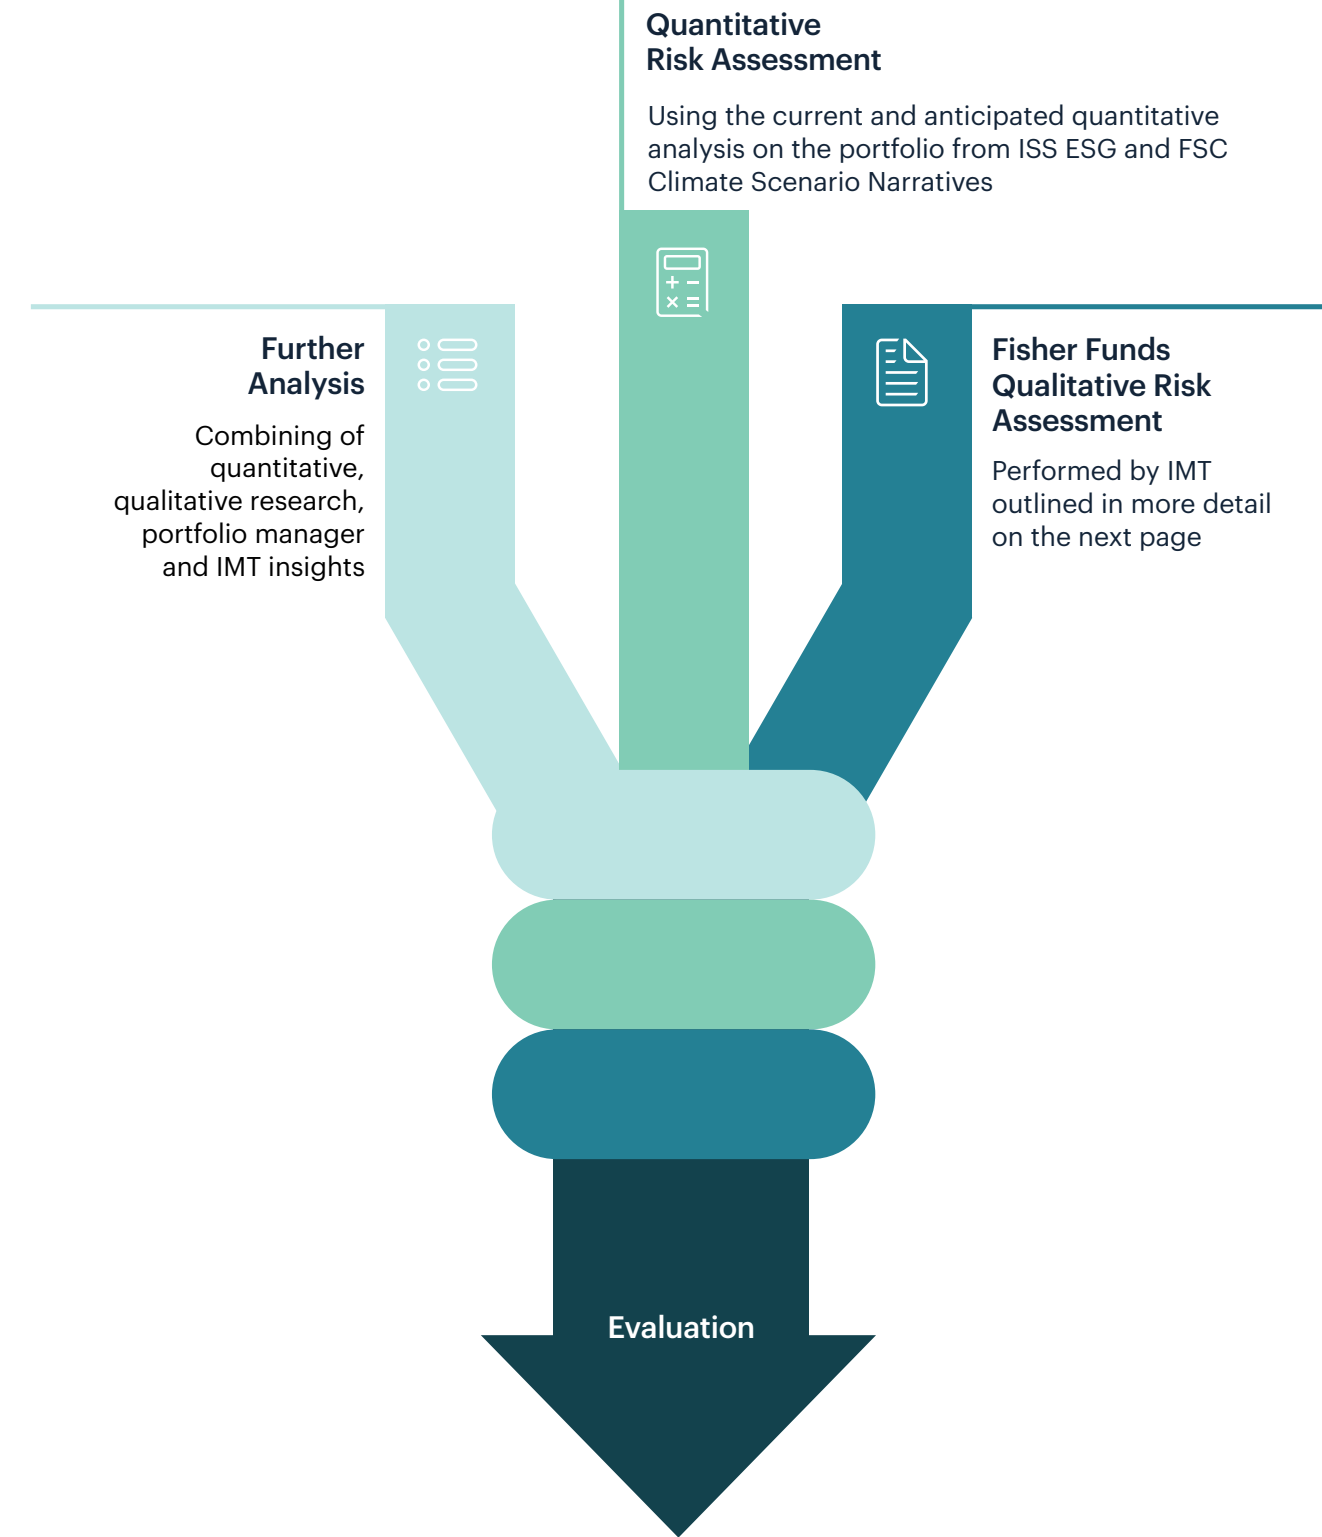 Quantitative
Risk Assessment
Using the current and anticipated quantitative
analysis on the portfolio from ISS ESG and FSC
Climate Scenario Narratives
Further
Analysis
Combining of
quantitative,
qualitative research,
portfolio manager
and IMT insights
Fisher Funds
Qualitative Risk
Assessment
Performed by IMT
outlined in more detail
on the next page
Evaluation